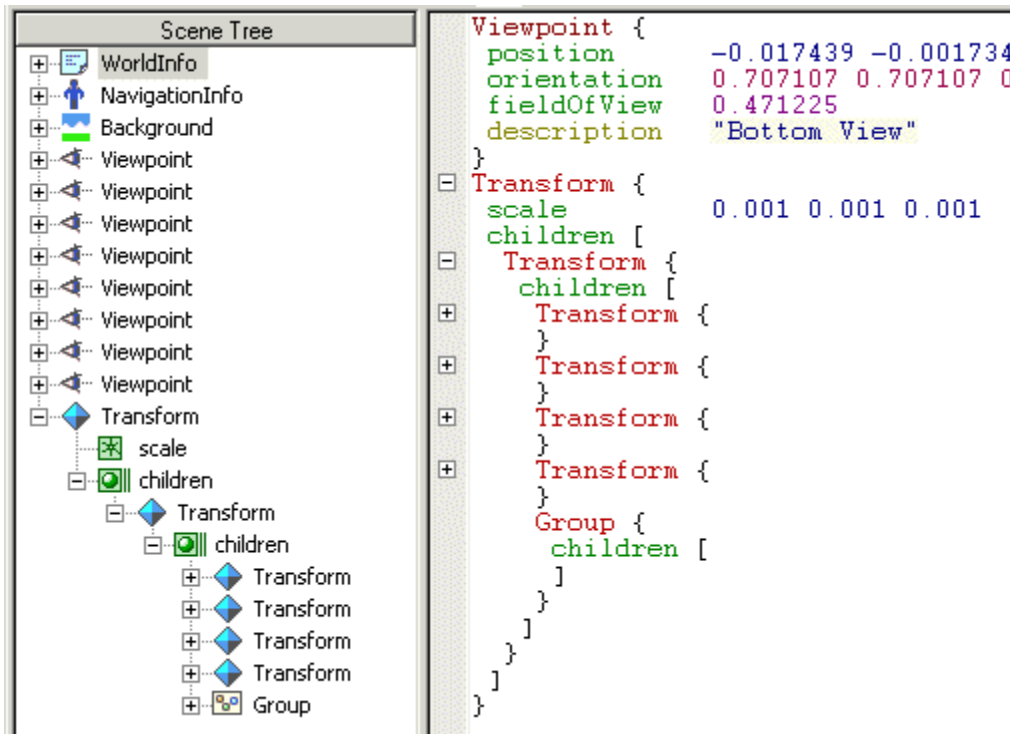 Scene Tree
WorldInfo
NavigationInfo
Background
Viewpoint
Viewpoint
Viewpoint
Viewpoint
Viewpoint
Viewpoint
Viewpoint
Viewpoint
Transform
scale
children
Transform
children
Transform
Transform
Transform
Transform
Group
Viewpoint {
position -0.017439 -0.001734
orientation 0.707107 0.707107 0
fieldOfView 0.471225
description "Bottom View"
}
Transform {
scale 0.001 0.001 0.001
children [
Transform {
children [
Transform {
}
Transform {
}
Transform {
}
Transform {
}
Group {
children [
]
}
]
}
]
}